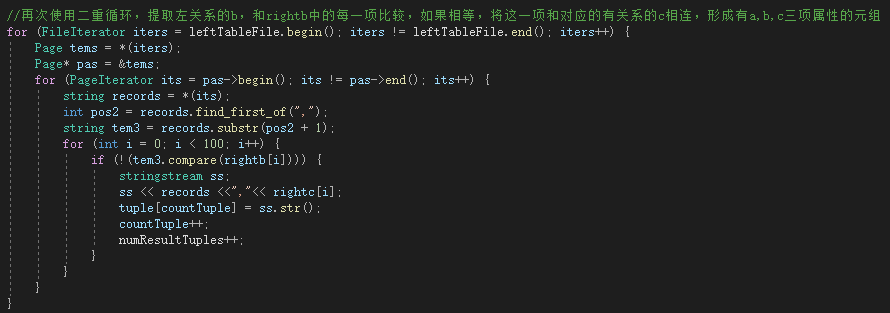 //再次使用二重循环，提取左关系的b，和rightb中的每一项比较，如果相等，将这一项和对应的有关系的c相连，形成有a,b,c三项属性的元组
for (FileIterator iters = leftTableFile.begin(); iters != leftTableFile.end(); iters++) {
    Page tems = *(iters);
    Page* pas = &tems;
    for (PageIterator its = pas->begin(); its != pas->end(); its++) {
        string records = *(its);
        int pos2 = records.find_first_of(",");
        string tem3 = records.substr(pos2 + 1);
        for (int i = 0; i < 100; i++) {
            if (!(tem3.compare(rightb[i]))) {
                stringstream ss;
                ss << records <<","<< rightc[i];
                tuple[countTuple] = ss.str();
                countTuple++;
                numResultTuples++;
            }
        }
    }
}